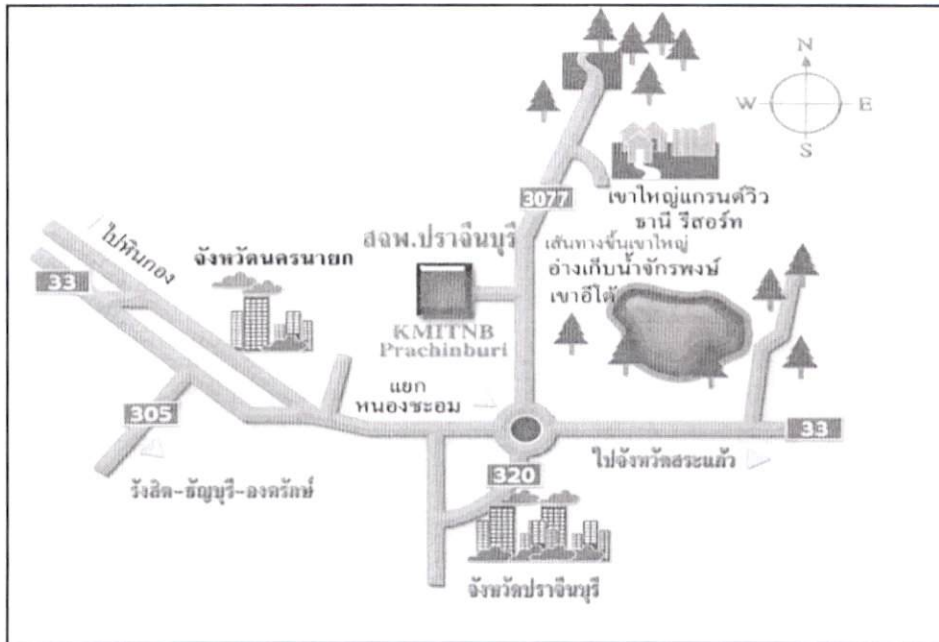 N
W E
S
3077
เขาใหญ่แกรนด์วิว
ธานี รีสอร์ท
สจพ.ปราจีนบุรี
เส้นทางขึ้นเขาใหญ่
อ่างเก็บน้ำจักรพงษ์
เขาอีโต้
ไปหินกอง
จังหวัดนครนายก
33
KMITNB
Prachinburi
แยก
หนองชะอม
305
33
320
ไปจังหวัดสระแก้ว
รังสิต-ธัญบุรี-องครักษ์
จังหวัดปราจีนบุรี